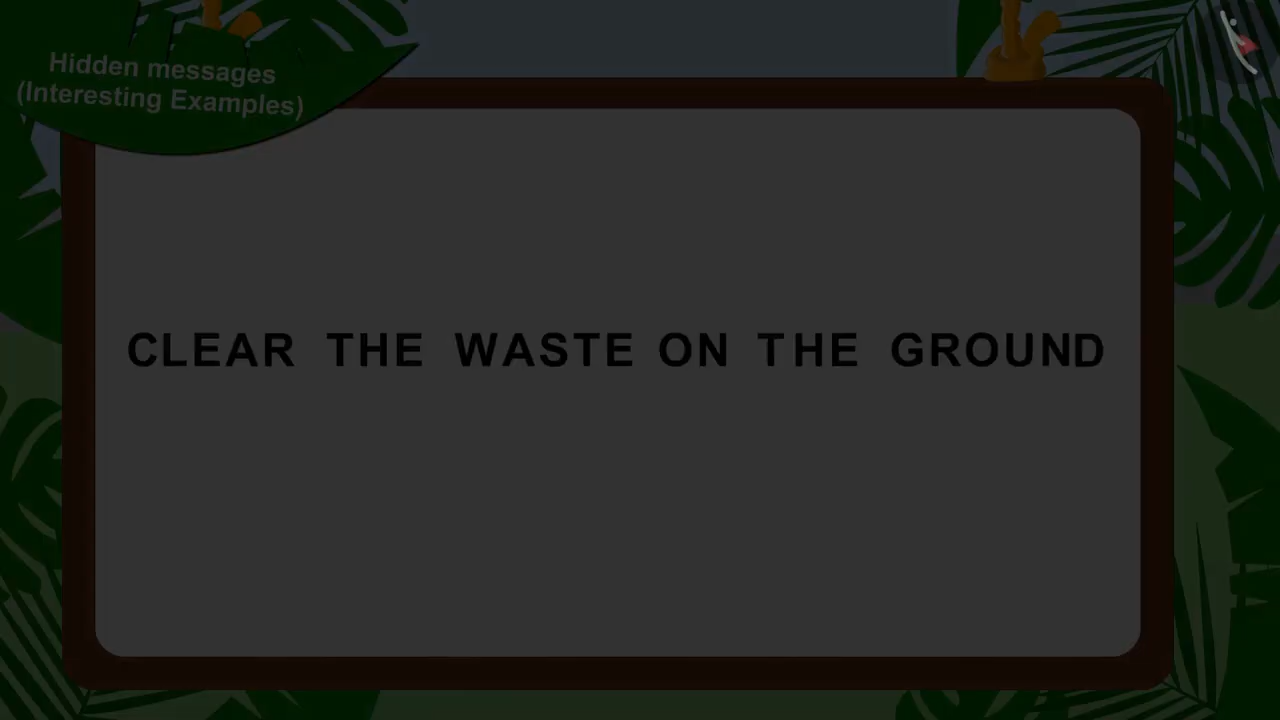 Hidden messages
(Interesting Examples)
CLEAR THE WASTE ON THE GROUND